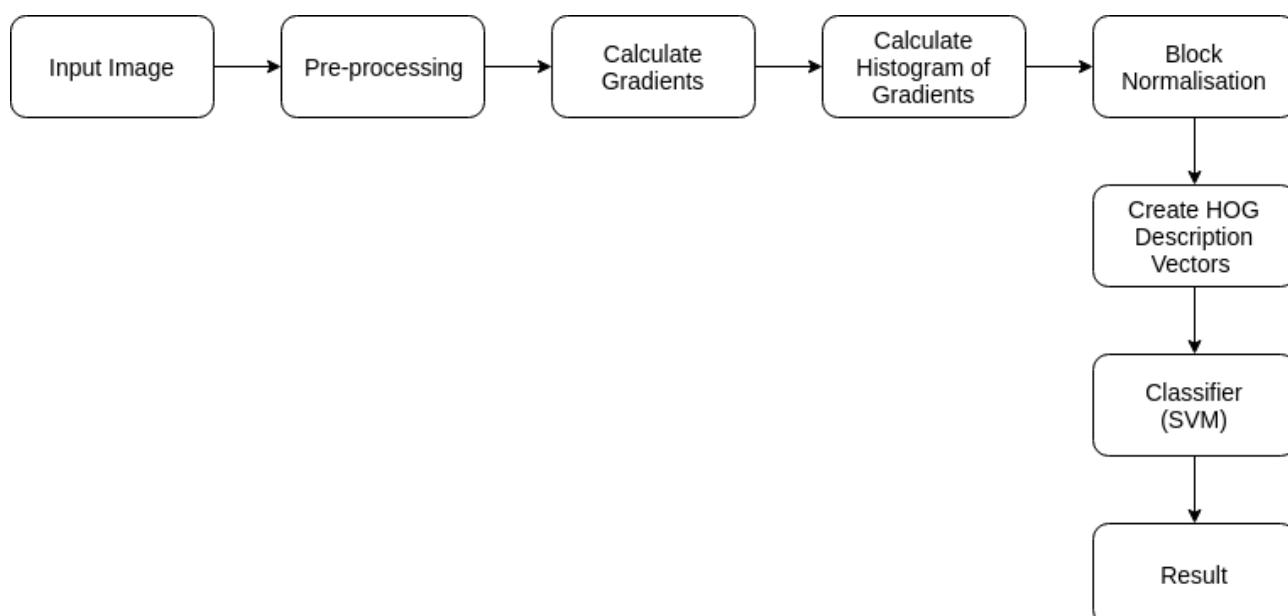 Input Image
Pre-processing
Calculate
Gradients
Calculate
Histogram of
Gradients
Block
Normalisation
Create HOG
Description
Vectors
Classifier
(SVM)
Result